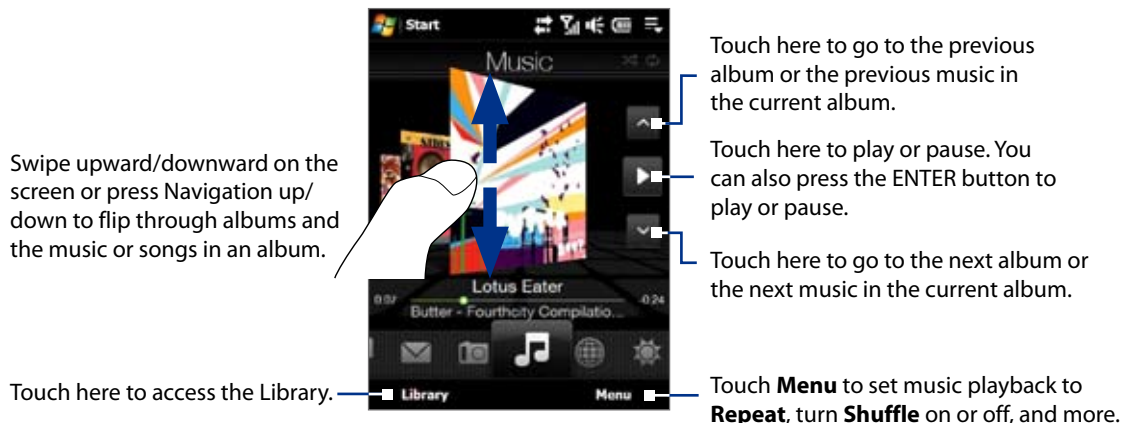 Start
Music
Touch here to go to the previous
album or the previous music in
the current album.
Swipe upward/downward on the
screen or press Navigation up/
down to flip through albums and
the music or songs in an album.
Touch here to play or pause. You
can also press the ENTER button to
play or pause.
Touch here to go to the next album or
the next music in the current album.
Lotus Eater
0:07
-0:24
Butter - Fourthcity Compilatio...
Touch here to access the Library.
Library
Menu
Touch Menu to set music playback to
Repeat, turn Shuffle on or off, and more.